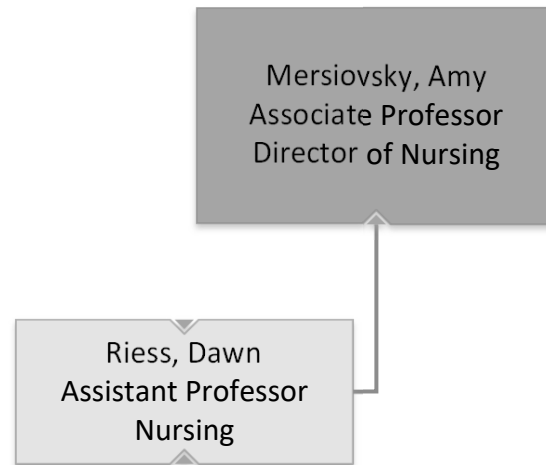 Mersiovsky, Amy
Associate Professor
Director of Nursing
Riess, Dawn
Assistant Professor
Nursing